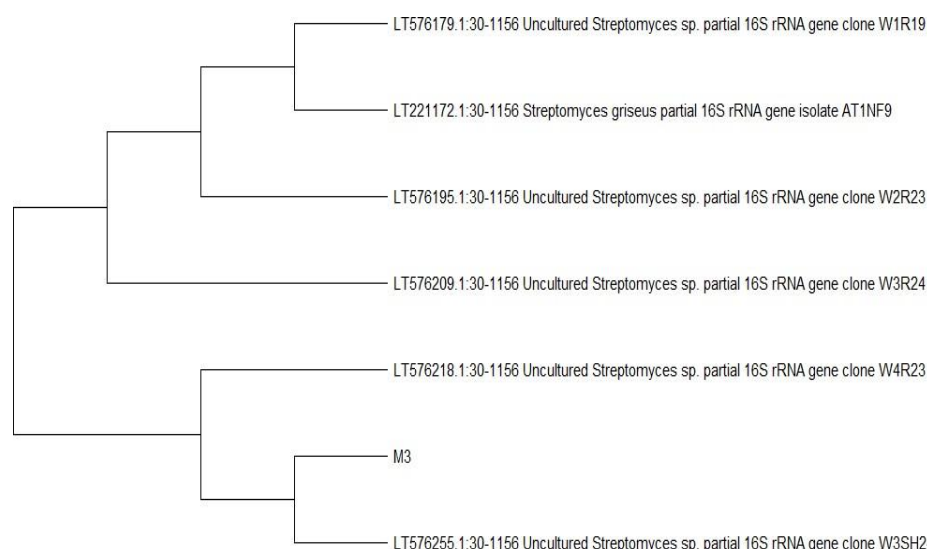 LT576179.1:30-1156 Uncultured Streptomyces sp. partial 16S rRNA gene clone W1R19
LT221172.1:30-1156 Streptomyces griseus partial 16S rRNA gene isolate AT1NF9
LT576195.1:30-1156 Uncultured Streptomyces sp. partial 16S rRNA gene clone W2R23
LT576209.1:30-1156 Uncultured Streptomyces sp. partial 16S rRNA gene clone W3R24
LT576218.1:30-1156 Uncultured Streptomyces sp. partial 16S rRNA gene clone W4R23
M3
LT576255.1:30-1156 Uncultured Streptomyces sp. partial 16S rRNA gene clone W3SH2